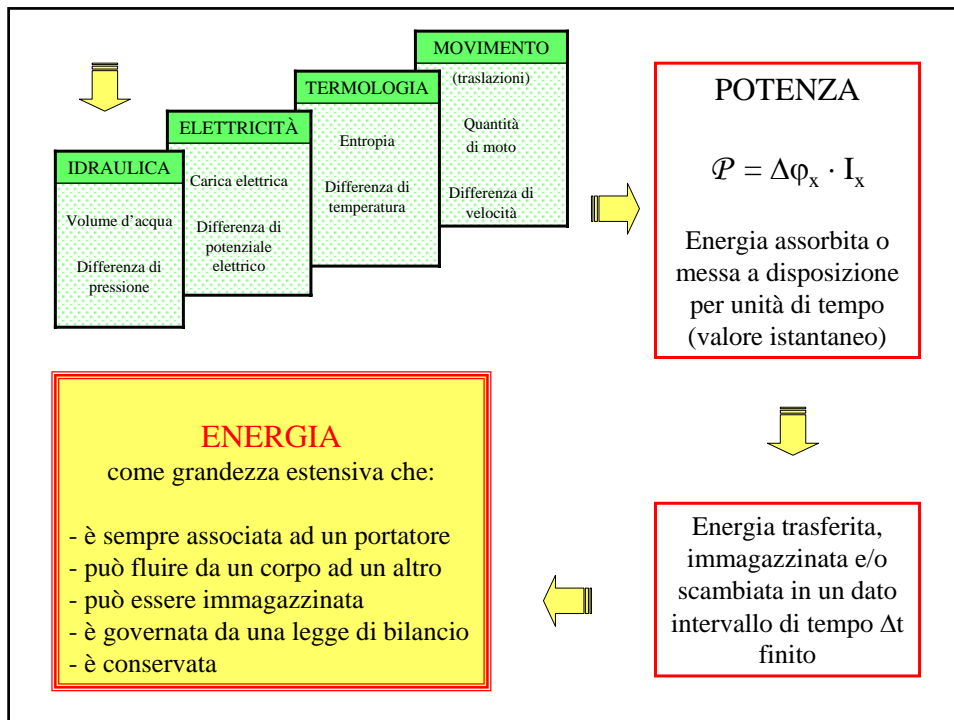 MOVIMENTO
(traslazioni)
Quantità
di moto
Differenza di
velocità
TERMOLOGIA
Entropia
Differenza di
temperatura
ELETTRICITÀ
Carica elettrica
Differenza di
potenziale
elettrico
IDRAULICA
Volume d’acqua
Differenza di
pressione
POTENZA
𝒫 = Δφₓ · Iₓ
Energia assorbita o
messa a disposizione
per unità di tempo
(valore istantaneo)
Energia trasferita,
immagazzinata e/o
scambiata in un dato
intervallo di tempo Δt
finito
ENERGIA
come grandezza estensiva che:
- è sempre associata ad un portatore
- può fluire da un corpo ad un altro
- può essere immagazzinata
- è governata da una legge di bilancio
- è conservata